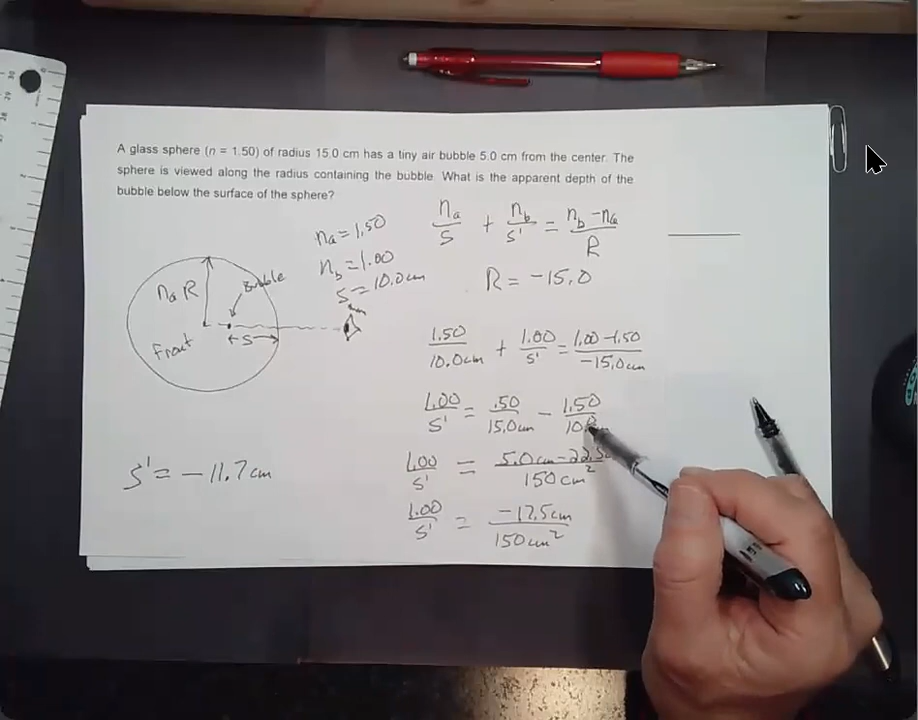 A glass sphere (n = 1.50) of radius 15.0 cm has a tiny air bubble 5.0 cm from the center. The
sphere is viewed along the radius containing the bubble. What is the apparent depth of the
bubble below the surface of the sphere?
na/S + nb/S' = nb - na/R
na = 1.50
nb = 1.00
S = 10.0cm
R = -15.0
na R
Bubble
S
Front
1.50/10.0cm + 1.00/S' = 1.00 - 1.50/-15.0cm
1.00/S' = .50/15.0cm - 1.50/10
1.00/S' = 5.0cm - 22.5/150cm²
S' = -11.7cm
1.00/S' = -17.5cm/150cm²